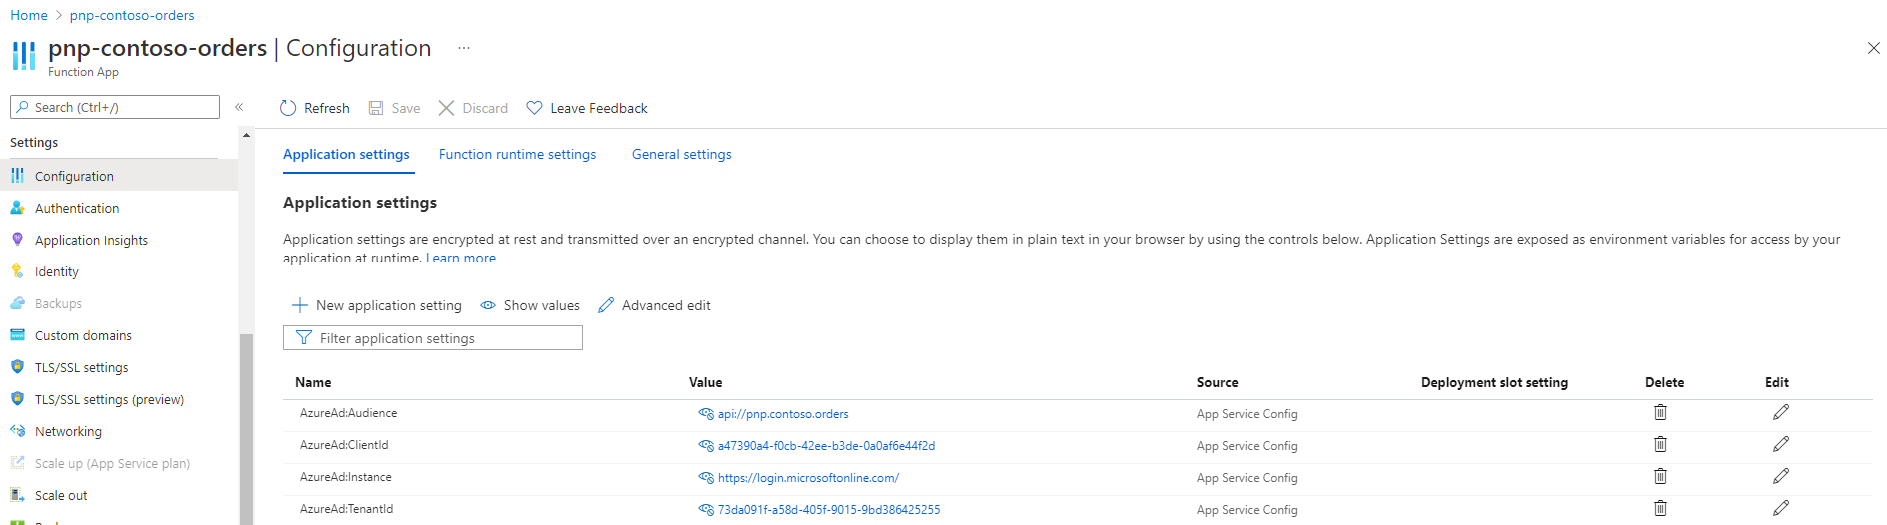 Home > pnp-contoso-orders
pnp-contoso-orders | Configuration ...
Function App
Search (Ctrl+/) «
Settings
Configuration
Authentication
Application Insights
Identity
Backups
Custom domains
TLS/SSL settings
TLS/SSL settings (preview)
Networking
Scale up (App Service plan)
Scale out
Refresh Save Discard Leave Feedback
Application settings Function runtime settings General settings
Application settings
Application settings are encrypted at rest and transmitted over an encrypted channel. You can choose to display them in plain text in your browser by using the controls below. Application Settings are exposed as environment variables for access by your
application at runtime. Learn more
New application setting Show values Advanced edit
Filter application settings
Name Value Source Deployment slot setting Delete Edit
AzureAd:Audience api://pnp.contoso.orders App Service Config
AzureAd:ClientId a47390a4-f0cb-42ee-b3de-0a0af6e44f2d App Service Config
AzureAd:Instance https://login.microsoftonline.com/ App Service Config
AzureAd:TenantId 73da091f-a58d-405f-9015-9bd386425255 App Service Config